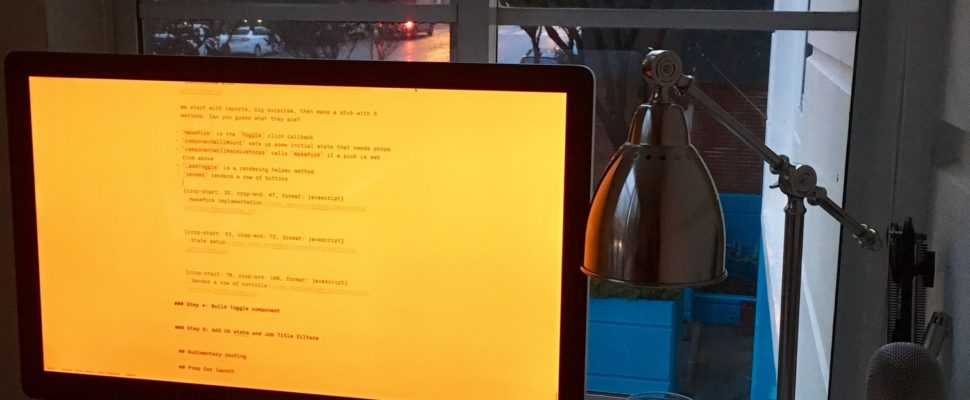 We start with imports, big surprise, then make a stub with 5
methods. Can you guess what they are?
- `makePick` is the `Toggle` click callback
- `componentWillMount` sets up some initial state that needs props
- `componentWillReceiveProps` calls `makePick` if a pick is set
from above
- `_addToggle` is a rendering helper method
- `render` renders a row of buttons
{crop-start: 32, crop-end: 47, format: javascript}
`makePick implementation
{crop-start: 53, crop-end: 73, format: javascript}
State setup
{crop-start: 78, crop-end: 108, format: javascript}
Render a row of controls
### Step 4: Build Toggle component
### Step 5: Add US state and Job Title filters
## Rudimentary routing
## Prep for launch